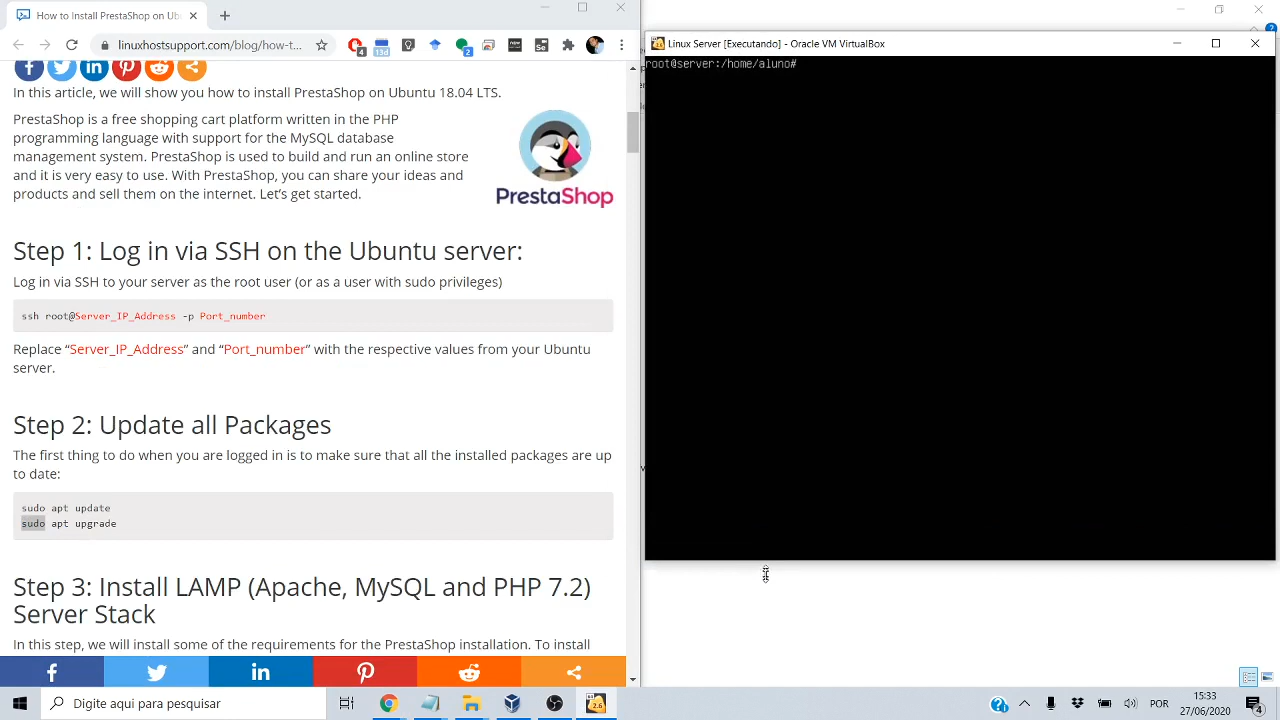 How to Install PrestaShop on Ub
linuxhostsupport.com/blog/how-t...
4
13d
2
now
Se
In this article, we will show you how to install PrestaShop on Ubuntu 18.04 LTS.
PrestaShop is a free shopping cart platform written in the PHP
programming language with support for the MySQL database
management system. PrestaShop is used to build and run an online store
and it is very easy to use. With PrestaShop, you can share your ideas and
products and sell them on the internet. Let's get started.
PrestaShop
Step 1: Log in via SSH on the Ubuntu server:
Log in via SSH to your server as the root user (or as a user with sudo privileges)
ssh root@Server_IP_Address -p Port_number
Replace “Server_IP_Address” and “Port_number” with the respective values from your Ubuntu
server.
Step 2: Update all Packages
The first thing to do when you are logged in is to make sure that all the installed packages are up
to date:
sudo apt update
sudo apt upgrade
Step 3: Install LAMP (Apache, MySQL and PHP 7.2)
Server Stack
In this step, we will install some of the requirements for the PrestaShop installation. To install
Linux Server [Executando] - Oracle VM VirtualBox
root@server:/home/aluno#
Digite aqui para pesquisar
2.6
POR
15:33
27/06/2020
4